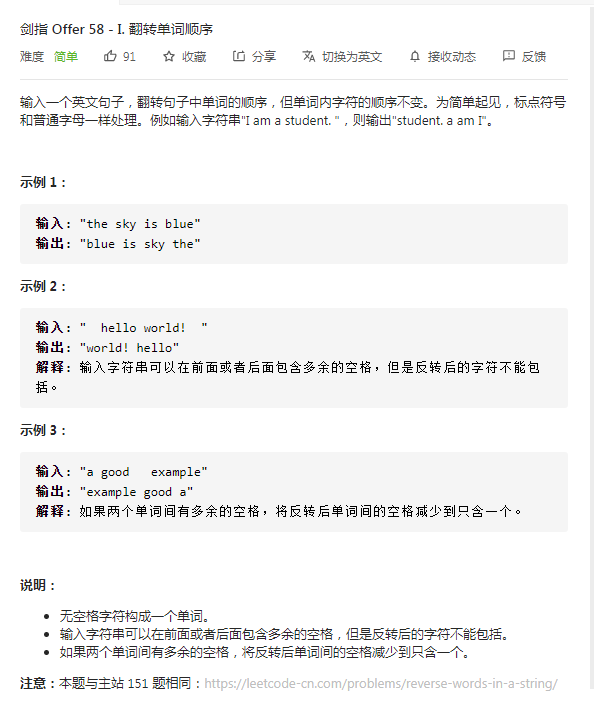 剑指 Offer 58 - I. 翻转单词顺序
难度 简单 91 收藏 分享 切换为英文 接收动态 反馈
输入一个英文句子，翻转句子中单词的顺序，但单词内字符的顺序不变。为简单起见，标点符号
和普通字母一样处理。例如输入字符串"I am a student. "，则输出"student. a am I"。
示例 1：
输入: "the sky is blue"
输出: "blue is sky the"
示例 2：
输入: "  hello world!  "
输出: "world! hello"
解释: 输入字符串可以在前面或者后面包含多余的空格，但是反转后的字符不能包
括。
示例 3：
输入: "a good   example"
输出: "example good a"
解释: 如果两个单词间有多余的空格，将反转后单词间的空格减少到只含一个。
说明：
• 无空格字符构成一个单词。
• 输入字符串可以在前面或者后面包含多余的空格，但是反转后的字符不能包括。
• 如果两个单词间有多余的空格，将反转后单词间的空格减少到只含一个。
注意：本题与主站 151 题相同：https://leetcode-cn.com/problems/reverse-words-in-a-string/